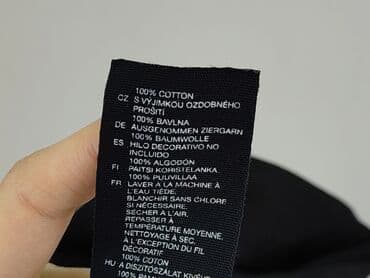 100% COTTON
CZ S VÝJIMKOU OZDOBNÉHO
PROŠITÍ
100% BAVLNA
DE AUSGENOMMEN ZIERGARN
100% BAUMWOLLE
ES HILO DECORATIVO NO
INCLUIDO
100% ALGODÓN
FI PAITSI KORISTELANKA
100% PUUVILLAA
FR LAVER À LA MACHINE À
L'EAU TIÈDE.
BLANCHIR SANS CHLORE
SI NÉCESSAIRE.
SÉCHER À L'AIR.
REPASSER À
TEMPÉRATURE MOYENNE.
NETTOYAGE À SEC.
À L'EXCEPTION DU FIL
DÉCORATIF
100% COTON
HU A DÍSZÍTŐSZÁLAT KIVÉVE
100% PAMUT